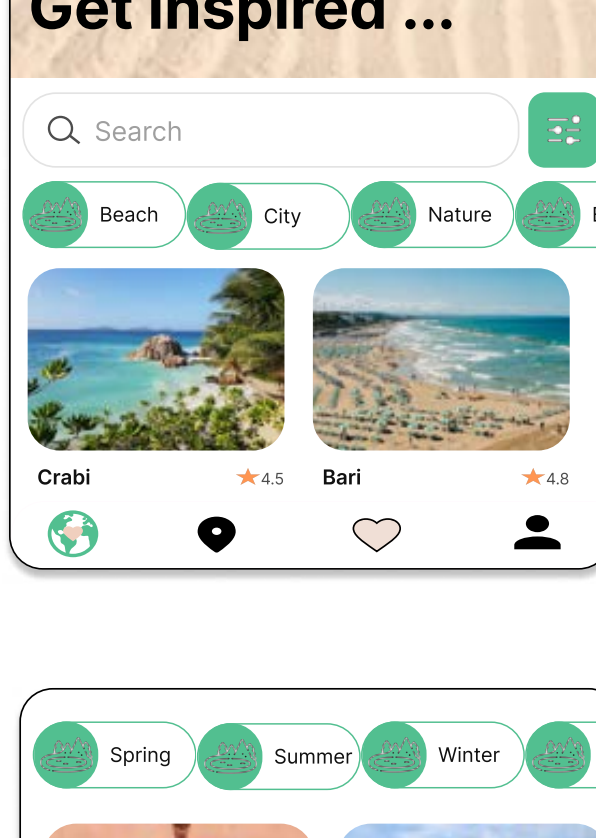 Get Inspired ...
Search
Beach
City
Nature
Crabi
4.5
Bari
4.8
Spring
Summer
Winter